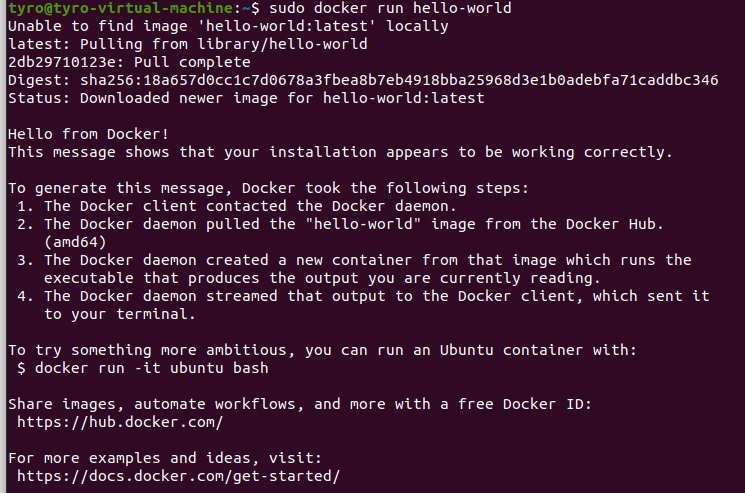 tyro@tyro-virtual-machine:~$ sudo docker run hello-world
Unable to find image 'hello-world:latest' locally
latest: Pulling from library/hello-world
2db29710123e: Pull complete
Digest: sha256:18a657d0cc1c7d0678a3fbea8b7eb4918bba25968d3e1b0adebfa71caddbc346
Status: Downloaded newer image for hello-world:latest

Hello from Docker!
This message shows that your installation appears to be working correctly.

To generate this message, Docker took the following steps:
 1. The Docker client contacted the Docker daemon.
 2. The Docker daemon pulled the "hello-world" image from the Docker Hub.
    (amd64)
 3. The Docker daemon created a new container from that image which runs the
    executable that produces the output you are currently reading.
 4. The Docker daemon streamed that output to the Docker client, which sent it
    to your terminal.

To try something more ambitious, you can run an Ubuntu container with:
 $ docker run -it ubuntu bash

Share images, automate workflows, and more with a free Docker ID:
 https://hub.docker.com/

For more examples and ideas, visit:
 https://docs.docker.com/get-started/